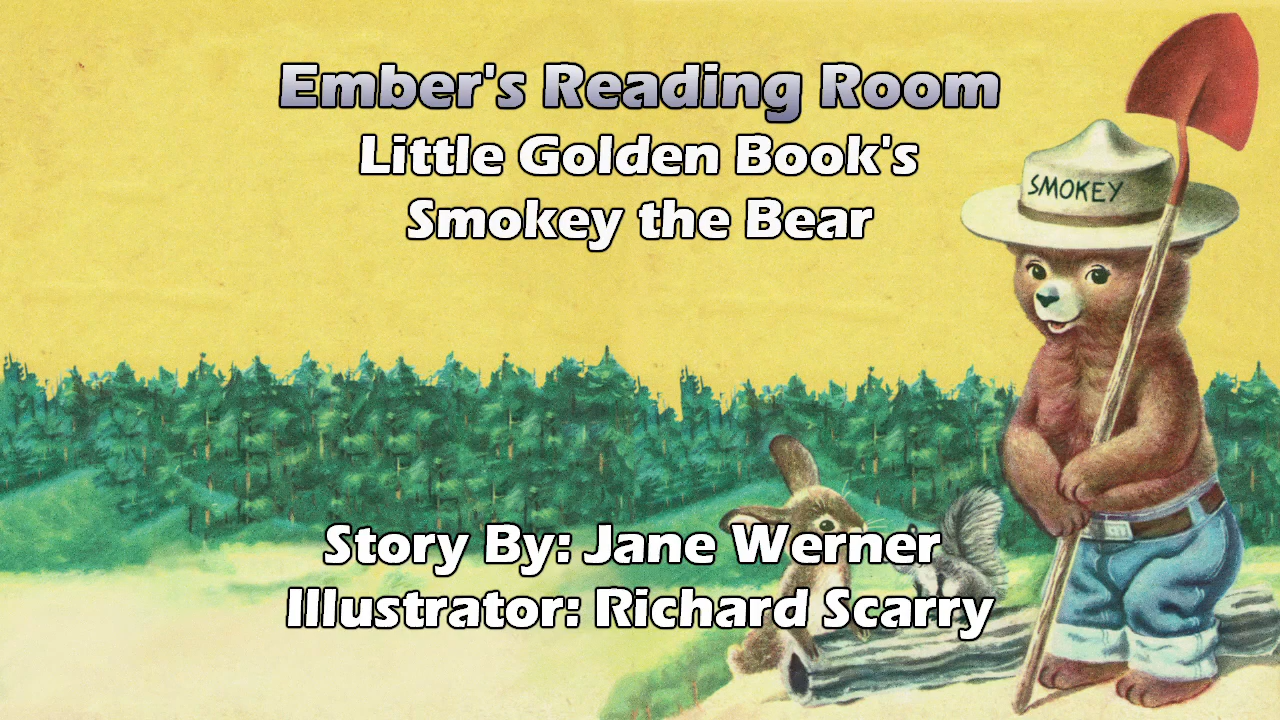 Ember's Reading Room
Little Golden Book's
Smokey the Bear
SMOKEY
Story By: Jane Werner
Illustrator: Richard Scarry